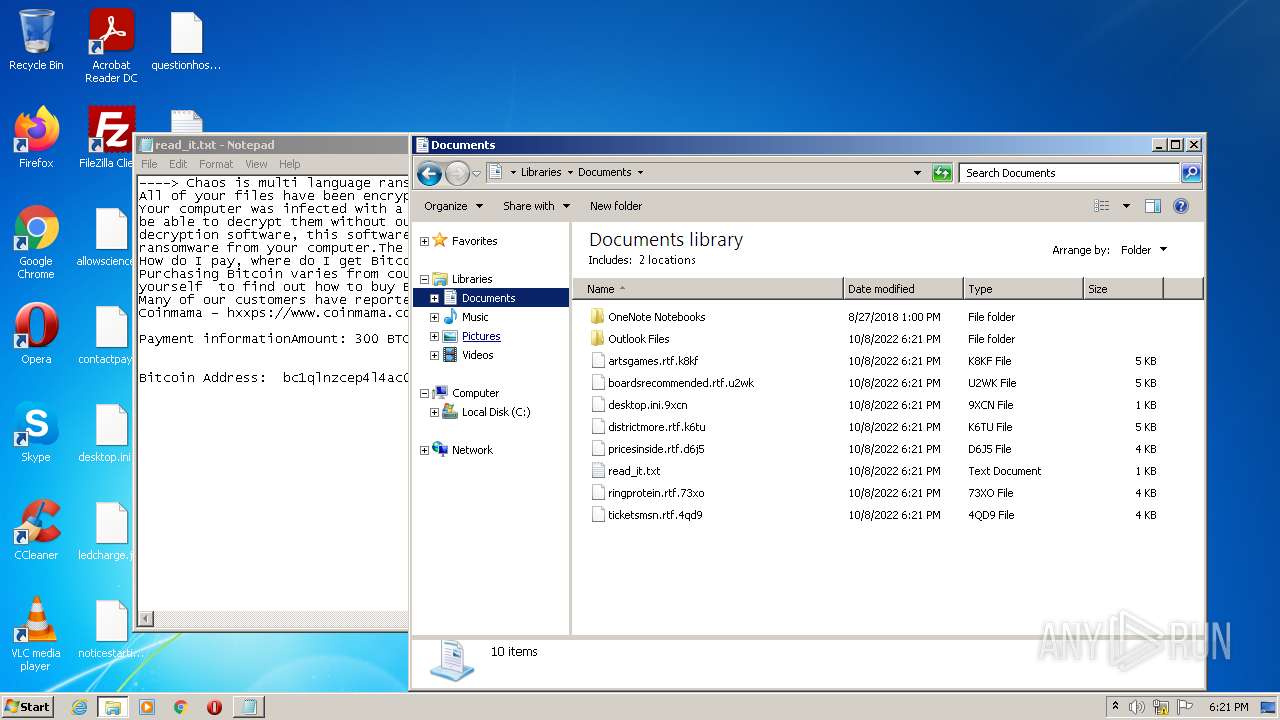 Recycle Bin
Acrobat
Reader DC
questionhos...
Firefox
FileZilla Clie
Google
Chrome
allowscience
Opera
contactpay
Skype
desktop.ini
CCleaner
ledcharge.j
VLC media
player
noticestarti...
read_it.txt - Notepad
File Edit Format View Help
----> Chaos is multi language rans
All of your files have been encryp
Your computer was infected with a
be able to decrypt them without ou
decryption software, this software
ransomware from your computer.The
How do I pay, where do I get Bitco
Purchasing Bitcoin varies from cou
yourself to find out how to buy B
Many of our customers have reporte
Coinmama - hxxps://www.coinmama.co
Payment informationAmount: 300 BTC
Bitcoin Address:
Documents
Libraries Documents
Search Documents
Organize Share with New folder
Favorites
Libraries
Documents
Music
Pictures
Videos
Computer
Local Disk (C:)
Network
Documents library
Includes: 2 locations
Arrange by: Folder
Name Date modified Type Size
OneNote Notebooks 8/27/2018 1:00 PM File folder
Outlook Files 10/8/2022 6:21 PM File folder
artsgames.rtf.k8kf 10/8/2022 6:21 PM K8KF File 5 KB
boardsrecommended.rtf.u2wk 10/8/2022 6:21 PM U2WK File KB
desktop.ini.9xcn 10/8/2022 6:21 PM 9XCN File 1 KB
districtmore.rtf.k6tu 10/8/2022 6:21 PM K6TU File 5 KB
pricesinside.rtf.d6j5 10/8/2022 6:21 PM D6J5 File 4 KB
read_it.txt 10/8/2022 6:21 PM Text Document 1 KB
ringprotein.rtf.73xo 10/8/2022 6:21 PM 73XO File 4 KB
ticketsmsn.rtf.4qd9 10/8/2022 6:21 PM 4QD9 File 4 KB
10 items
ANY RUN
Start
6:21 PM